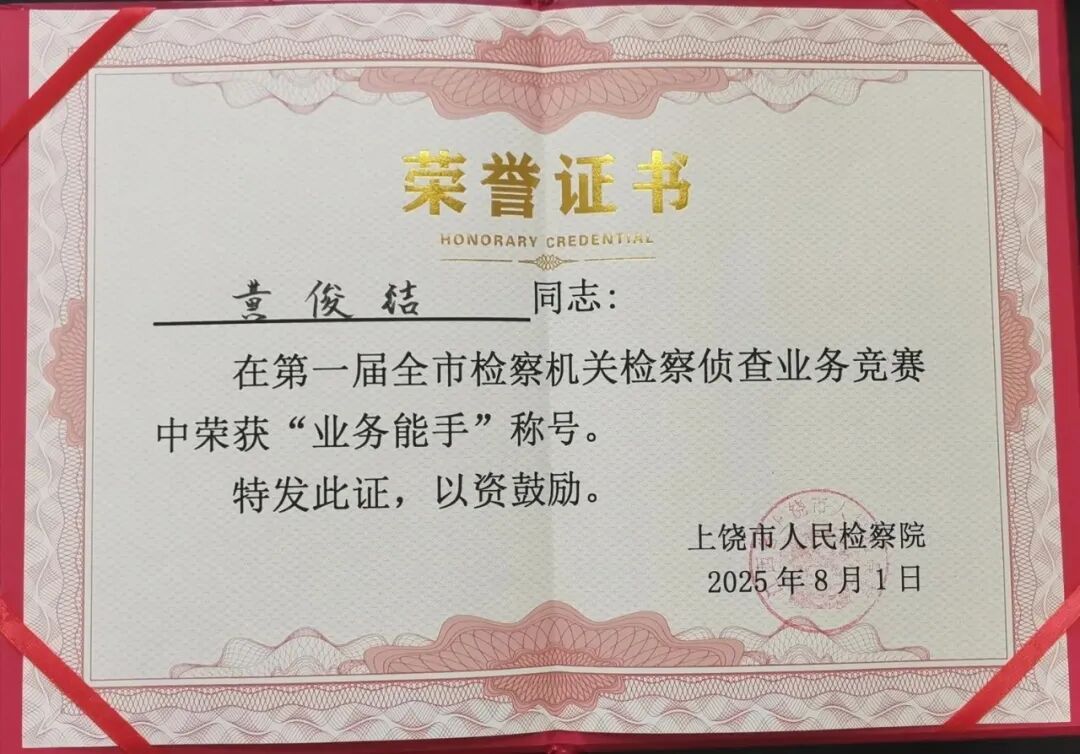 荣誉证书
HONORARY CREDENTIAL
黄俊结 同志：
在第一届全市检察机关检察侦查业务竞赛
中荣获“业务能手”称号。
特发此证，以资鼓励。
上饶市人民检察院
2025年8月1日